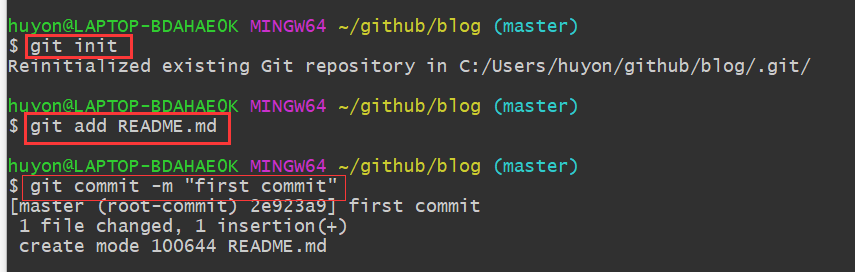 huyon@LAPTOP-BDAHAE0K MINGW64 ~/github/blog (master)
$ git init
Reinitialized existing Git repository in C:/Users/huyon/github/blog/.git/
huyon@LAPTOP-BDAHAE0K MINGW64 ~/github/blog (master)
$ git add README.md
huyon@LAPTOP-BDAHAE0K MINGW64 ~/github/blog (master)
$ git commit -m "first commit"
[master (root-commit) 2e923a9] first commit
1 file changed, 1 insertion(+)
create mode 100644 README.md